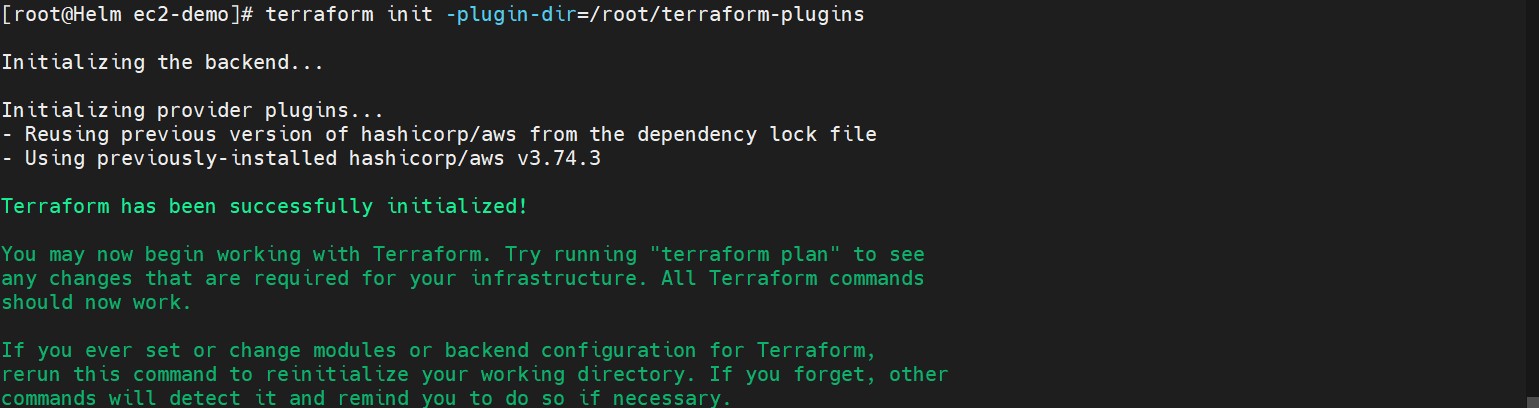 [root@Helm ec2-demo]# terraform init -plugin-dir=/root/terraform-plugins
Initializing the backend...
Initializing provider plugins...
- Reusing previous version of hashicorp/aws from the dependency lock file
- Using previously-installed hashicorp/aws v3.74.3
Terraform has been successfully initialized!
You may now begin working with Terraform. Try running "terraform plan" to see
any changes that are required for your infrastructure. All Terraform commands
should now work.
If you ever set or change modules or backend configuration for Terraform,
rerun this command to reinitialize your working directory. If you forget, other
commands will detect it and remind you to do so if necessary.